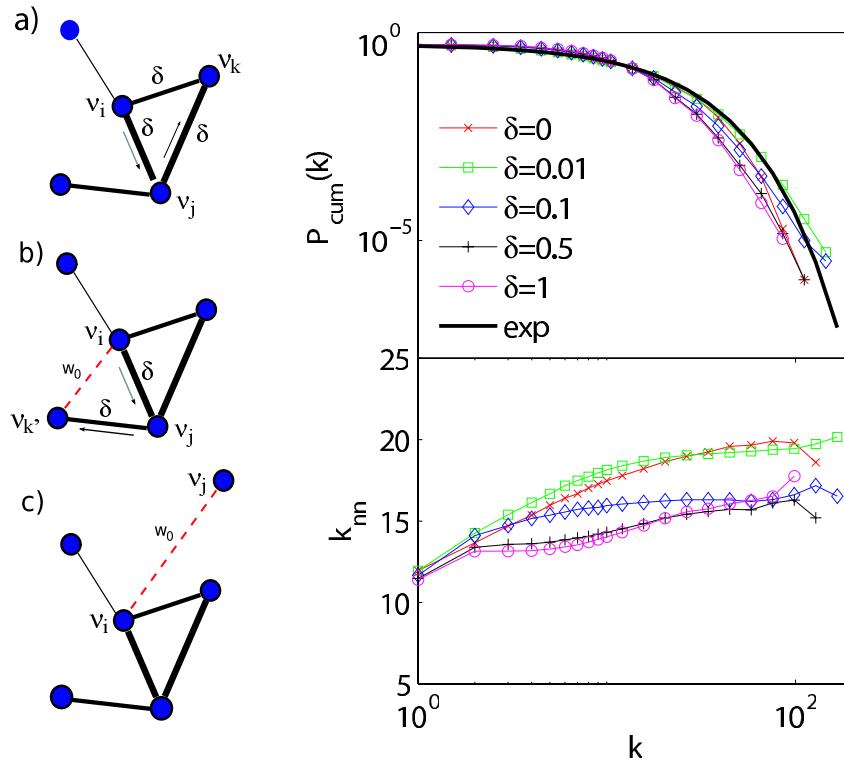 a)
δ
ν_k
ν_i
δ
δ
ν_j
b)
ν_i
w_0
δ
δ
ν_k'
ν_j
c)
ν_j
w_0
ν_i
10^0
10^-5
P_cum(k)
δ=0
δ=0.01
δ=0.1
δ=0.5
δ=1
exp
25
20
15
10
5
k_nn
10^0
10^2
k